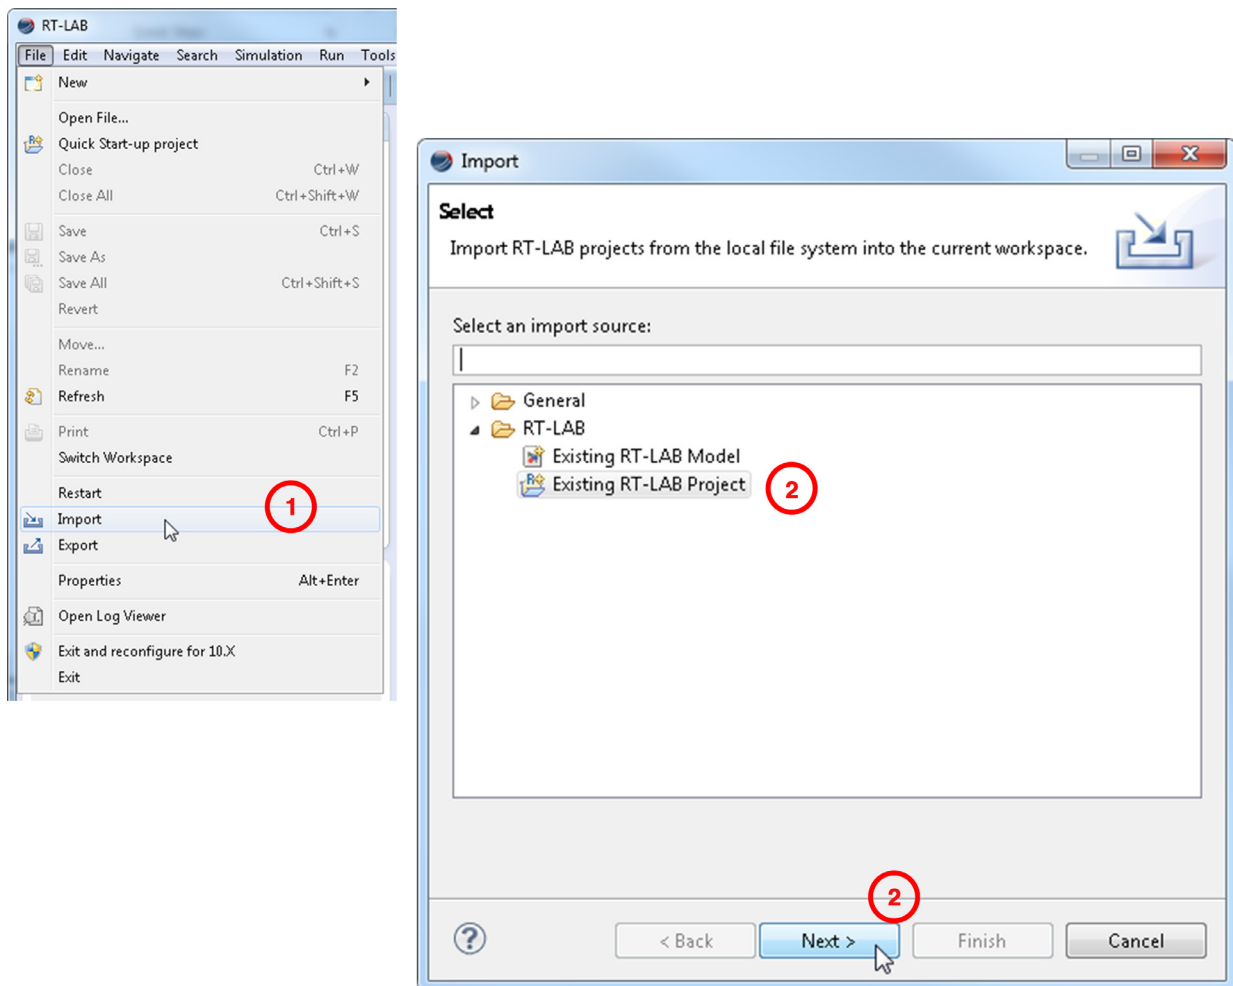 RT-LAB
File Edit Navigate Search Simulation Run Tools
New
Open File...
Quick Start-up project
Close Ctrl+W
Close All Ctrl+Shift+W
Save Ctrl+S
Save As
Save All Ctrl+Shift+S
Revert
Move...
Rename F2
Refresh F5
Print Ctrl+P
Switch Workspace
Restart
1
Import
Export
Properties Alt+Enter
Open Log Viewer
Exit and reconfigure for 10.X
Exit
Import
Select
Import RT-LAB projects from the local file system into the current workspace.
Select an import source:
General
RT-LAB
Existing RT-LAB Model
Existing RT-LAB Project 2
2
? < Back Next > Finish Cancel